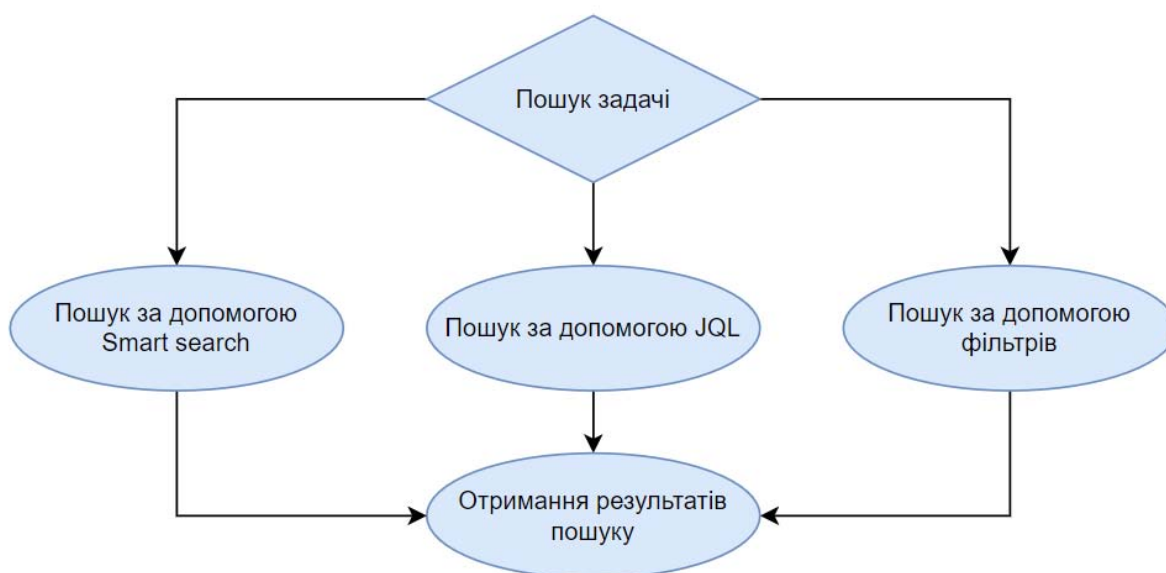 Пошук задачі
Пошук за допомогою
Smart search
Пошук за допомогою JQL
Пошук за допомогою
фільтрів
Отримання результатів
пошуку